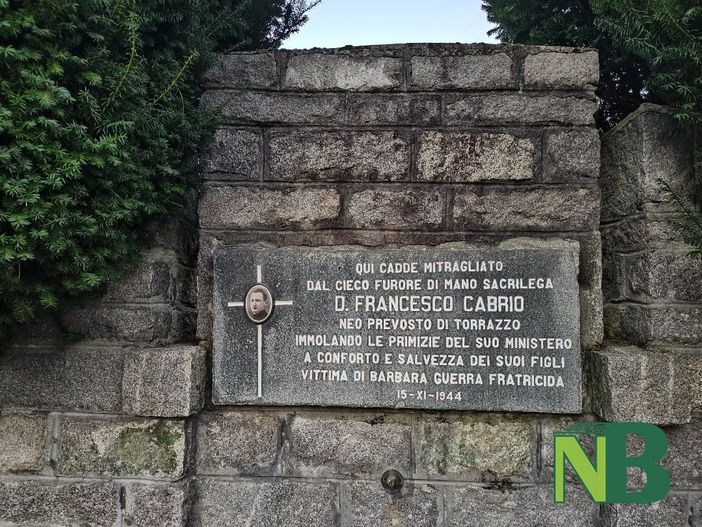 QUI CADDE MITRAGLIATO
DAL CIECO FURORE DI MANO SACRILEGA
D. FRANCESCO CABRIO
NEO PREVOSTO DI TORRAZZO
IMMOLANDO LE PRIMIZIE DEL SUO MINISTERO
A CONFORTO E SALVEZZA DEI SUOI FIGLI
VITTIMA DI BARBARA GUERRA FRATRICIDA
15-XI-1944
NB